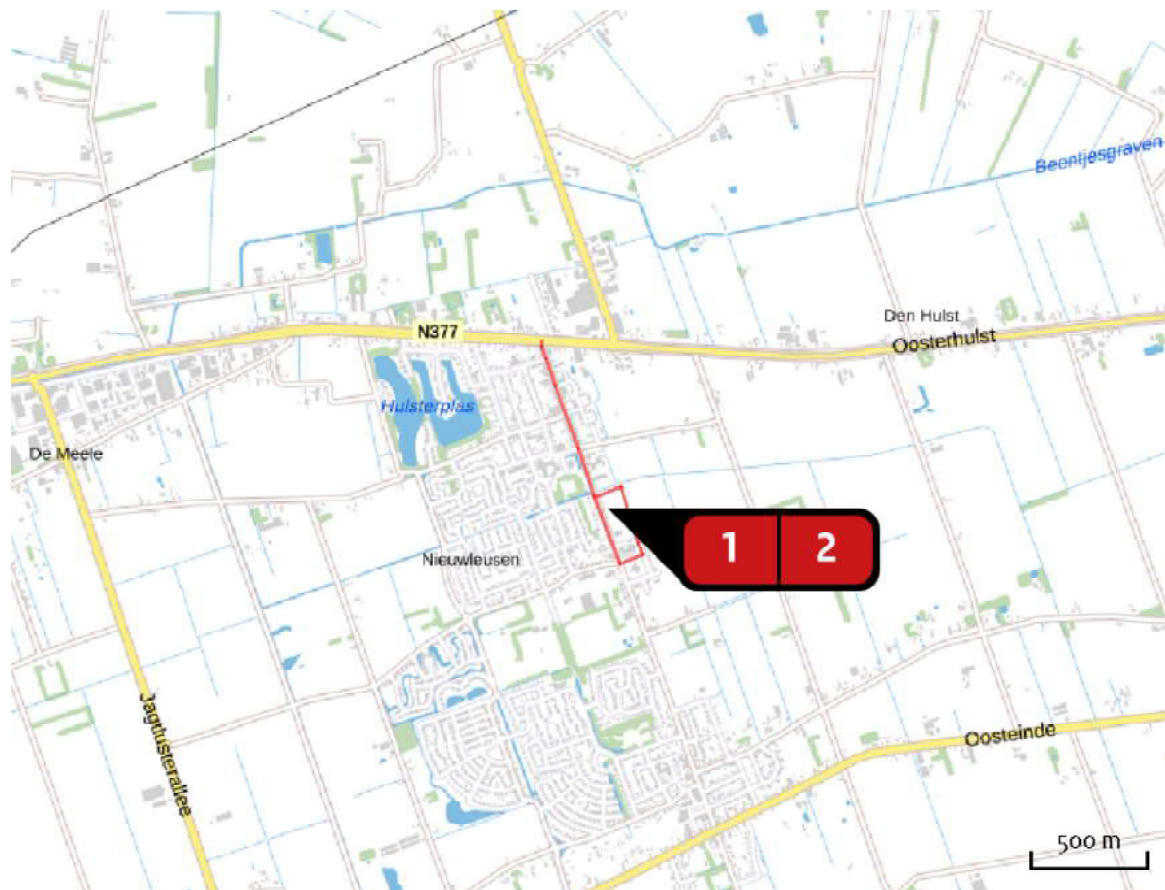 Beentjesgraven
Den Hulst
N377
Oosterhulst
Hulsterplas
De Meele
1 2
Nieuwleusen
Jagtlusterallee
Oosteinde
500 m